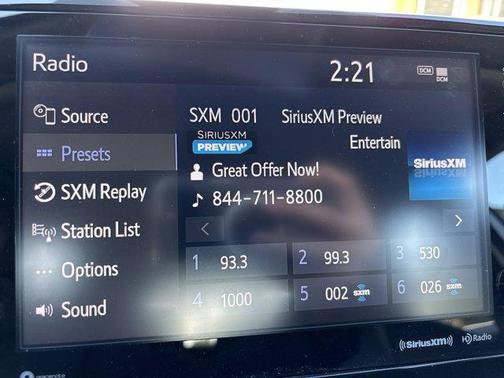 Radio
2:21
DCM
DCM
Source
SXM 001 SiriusXM Preview
SIRIUSXM
PREVIEW
Entertain
SiriusXM
Presets
Great Offer Now!
SXM Replay
844-711-8800
Station List
< >
1 93.3
2 99.3
3 530
Options
4 1000
5 002 sxm
6 026 sxm
Sound
((SiriusXM))
HD Radio
gracenote